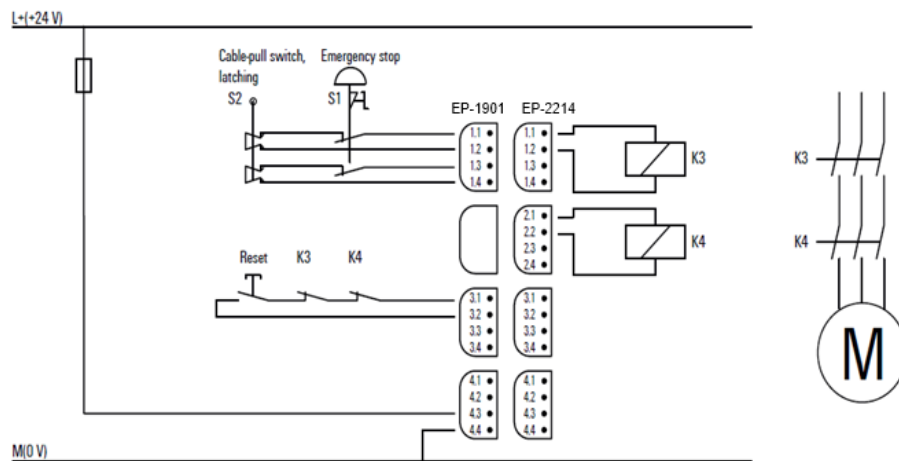 L+(+24 V)
Cable-pull switch, latching
Emergency stop
S2
S1
EP-1901
EP-2214
1.1
1.2
1.3
1.4
1.1
1.2
1.3
1.4
K3
2.1
2.2
2.3
2.4
K4
Reset
K3
K4
3.1
3.2
3.3
3.4
3.1
3.2
3.3
3.4
4.1
4.2
4.3
4.4
4.1
4.2
4.3
4.4
K3
K4
M
M(0 V)